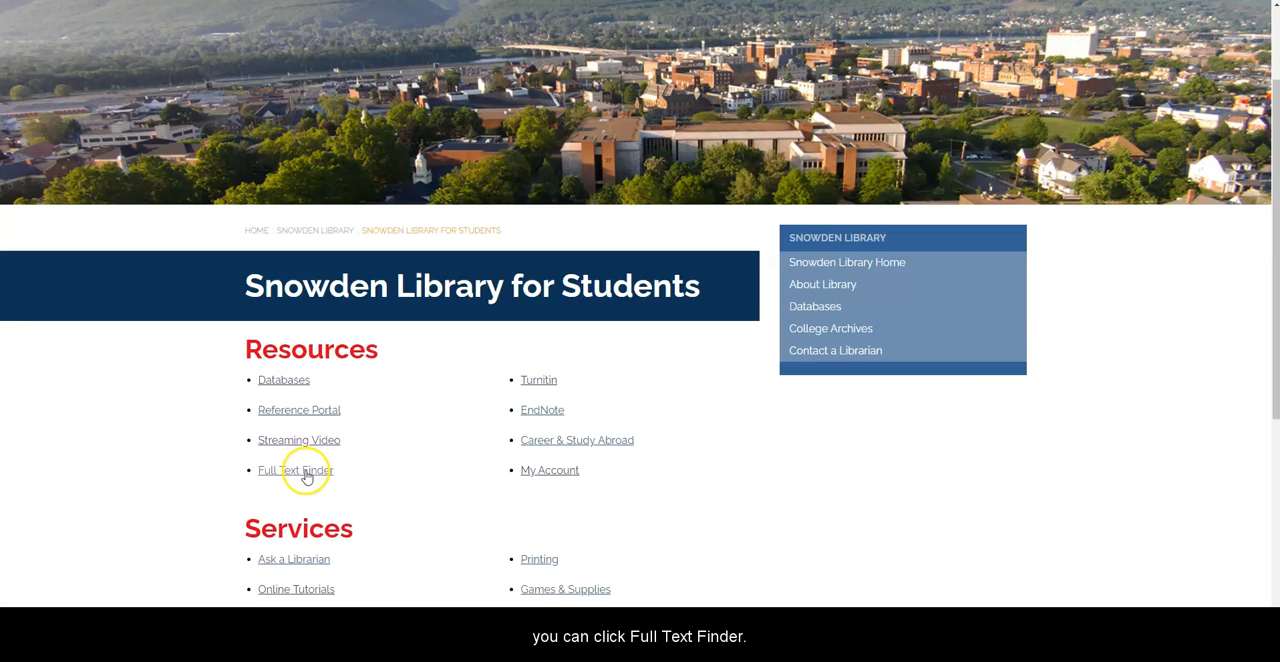 HOME SNOWDEN LIBRARY SNOWDEN LIBRARY FOR STUDENTS
Snowden Library for Students
Resources
Databases
Reference Portal
Streaming Video
Full Text Finder
Turnitin
EndNote
Career & Study Abroad
My Account
Services
Ask a Librarian
Online Tutorials
Printing
Games & Supplies
SNOWDEN LIBRARY
Snowden Library Home
About Library
Databases
College Archives
Contact a Librarian
you can click Full Text Finder.